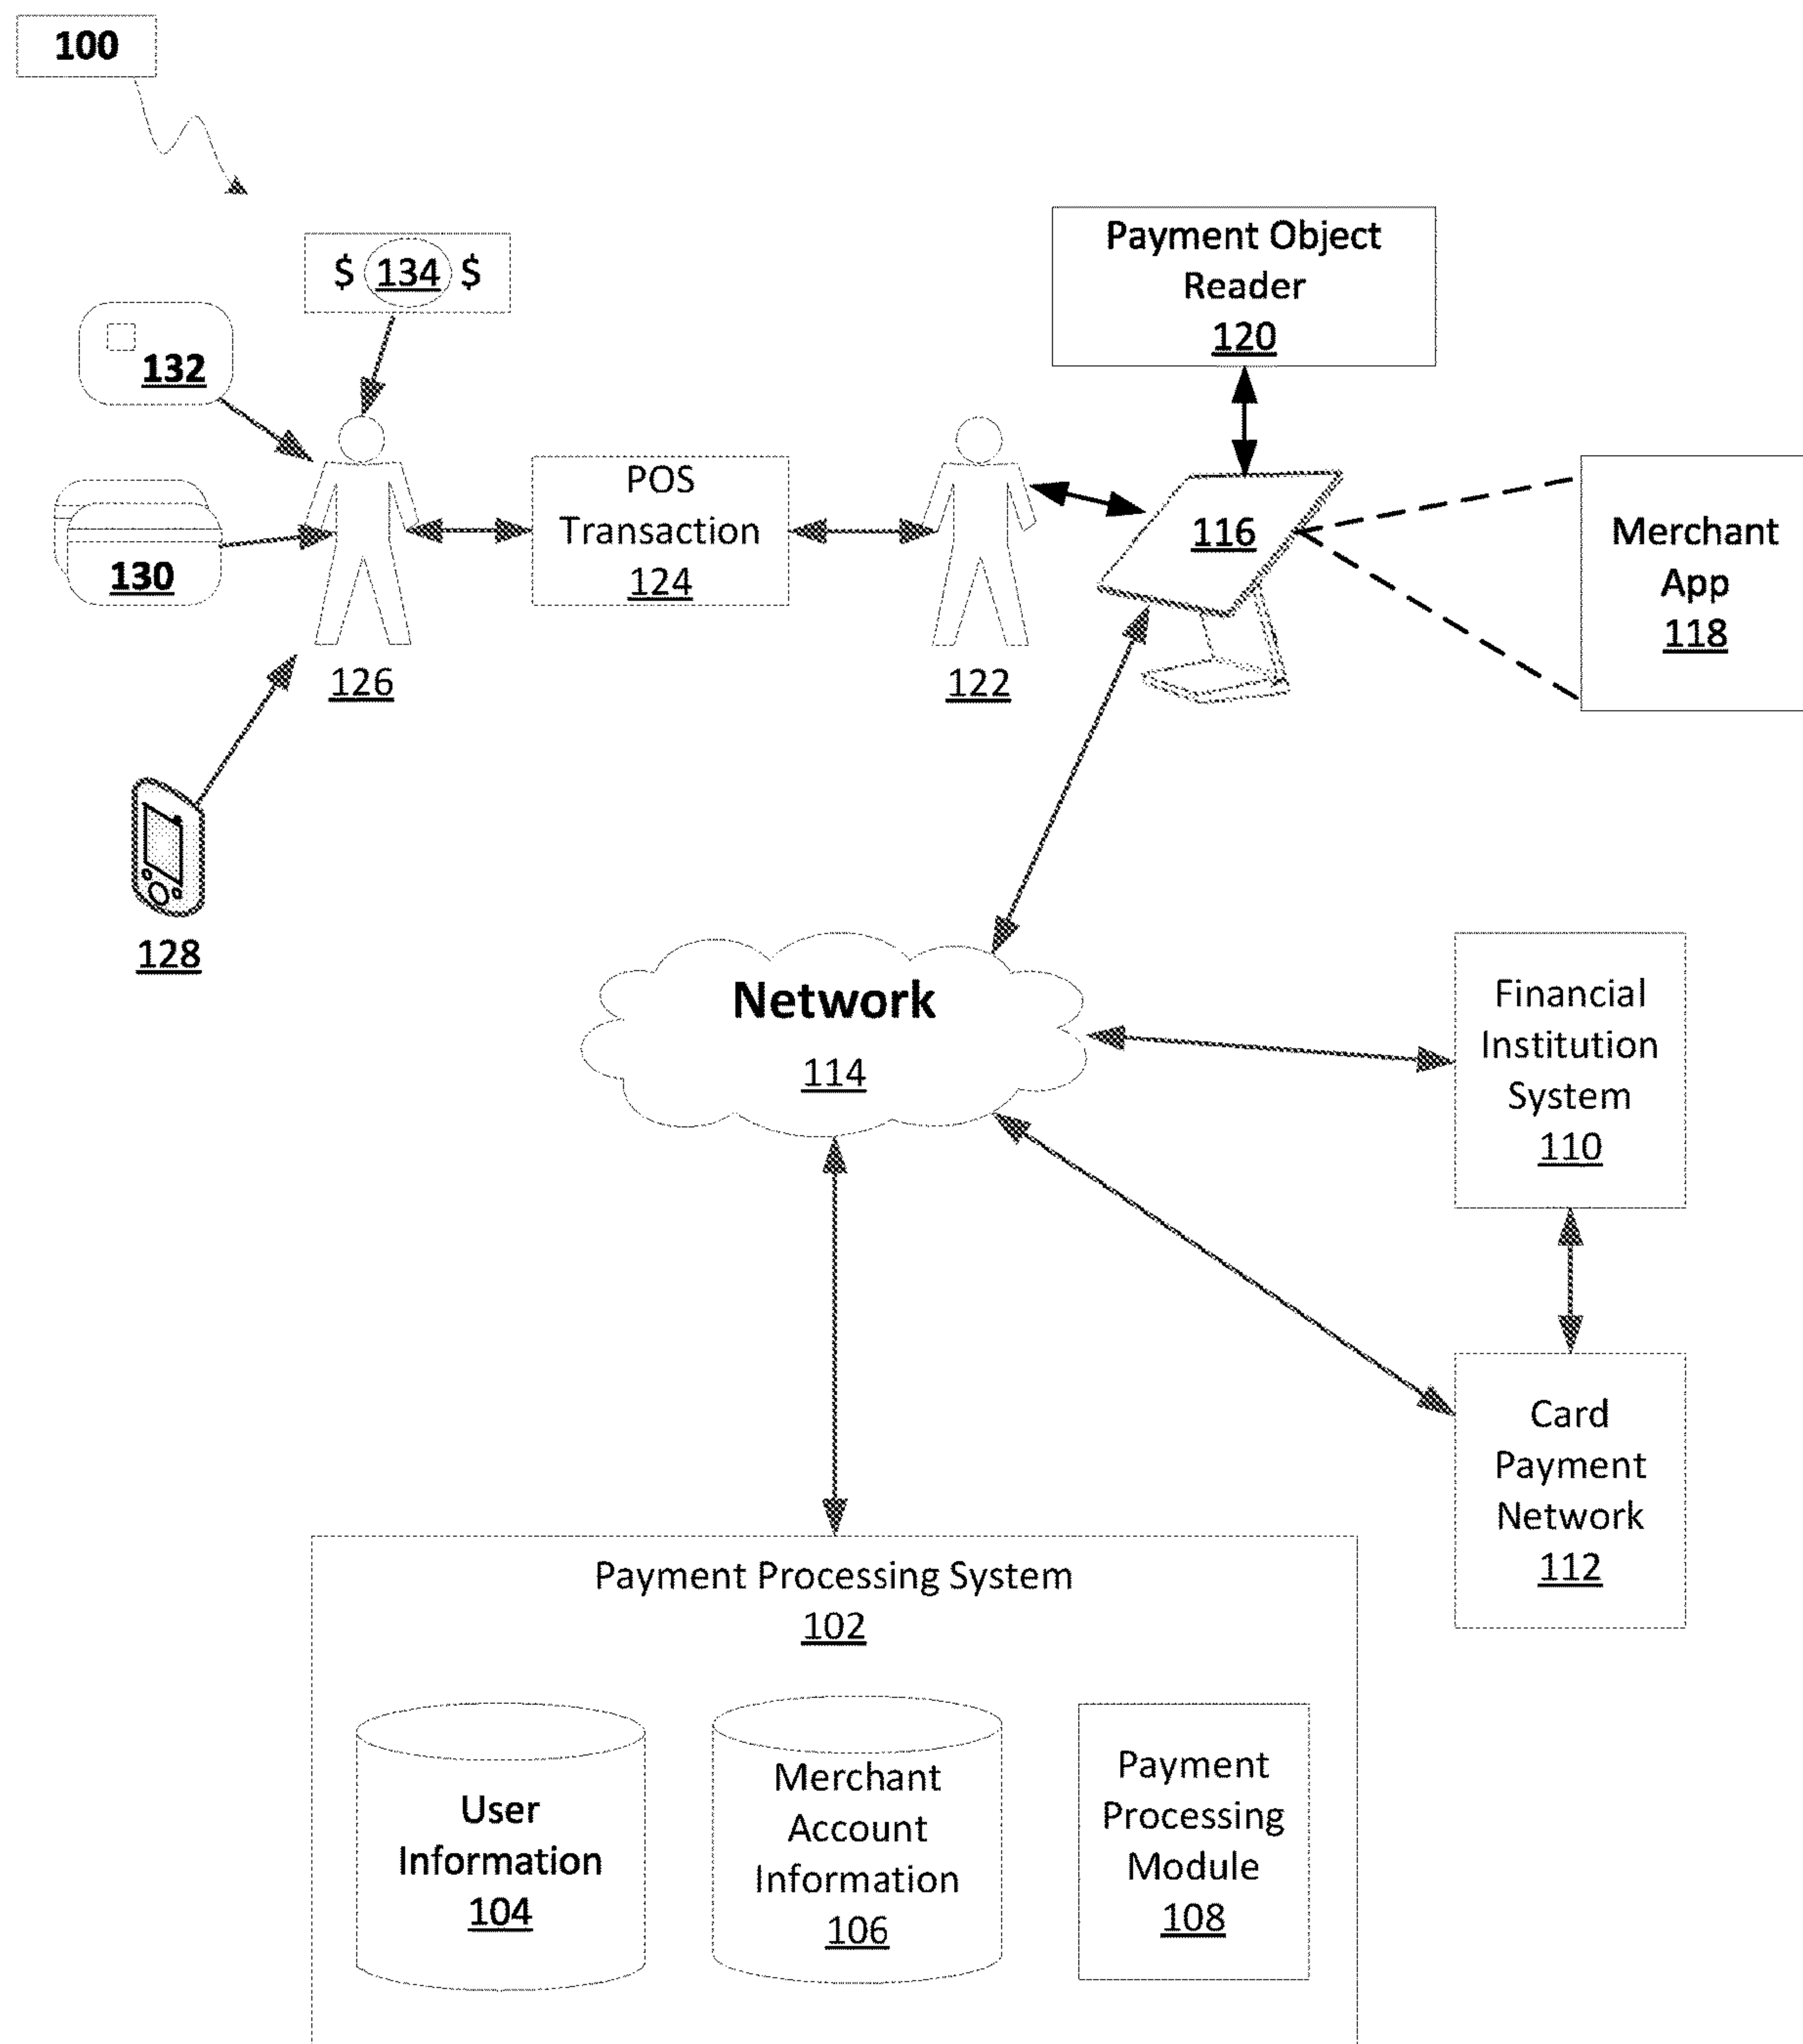 100
$ 134 $
132
130
126
128
POS
Transaction
124
122
Payment Object
Reader
120
116
Merchant
App
118
Network
114
Financial
Institution
System
110
Card
Payment
Network
112
Payment Processing System
102
User
Information
104
Merchant
Account
Information
106
Payment
Processing
Module
108